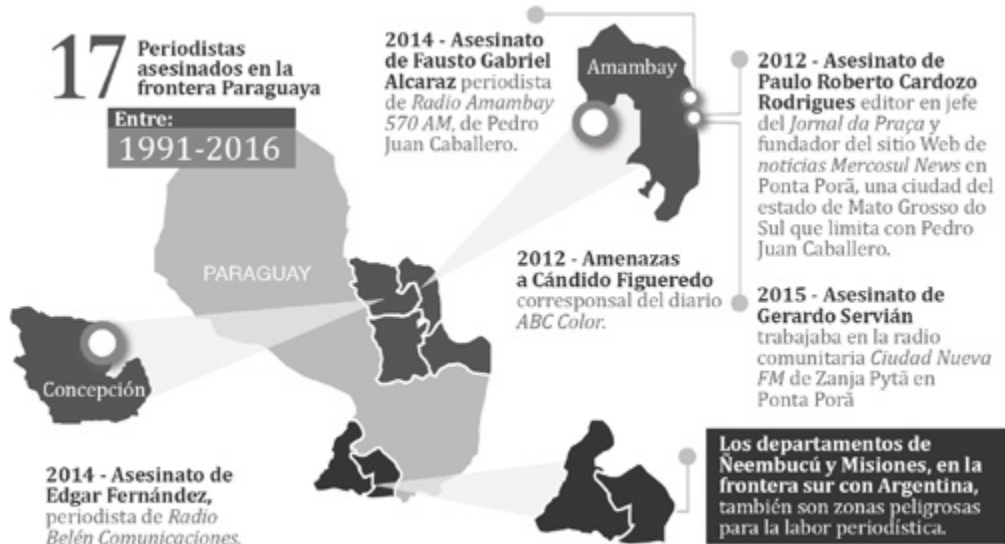 17
Periodistas
asesinados en la
frontera Paraguaya
Entre:
1991-2016
2014 - Asesinato
de Fausto Gabriel
Alcaraz periodista
de Radio Amambay
570 AM, de Pedro
Juan Caballero.
Amambay
2012 - Asesinato de
Paulo Roberto Cardozo
Rodrigues editor en jefe
del Jornal da Praça y
fundador del sitio Web de
noticias Mercosul News en
Ponta Porã, una ciudad del
estado de Mato Grosso do
Sul que limita con Pedro
Juan Caballero.
PARAGUAY
2012 - Amenazas
a Cándido Figueredo
corresponsal del diario
ABC Color.
2015 - Asesinato de
Gerardo Servián
trabajaba en la radio
comunitaria Ciudad Nueva
FM de Zanja Pytã en
Ponta Porã
Concepción
2014 - Asesinato de
Edgar Fernández,
periodista de Radio
Belén Comunicaciones.
Los departamentos de
Ñeembucú y Misiones, en la
frontera sur con Argentina,
también son zonas peligrosas
para la labor periodística.